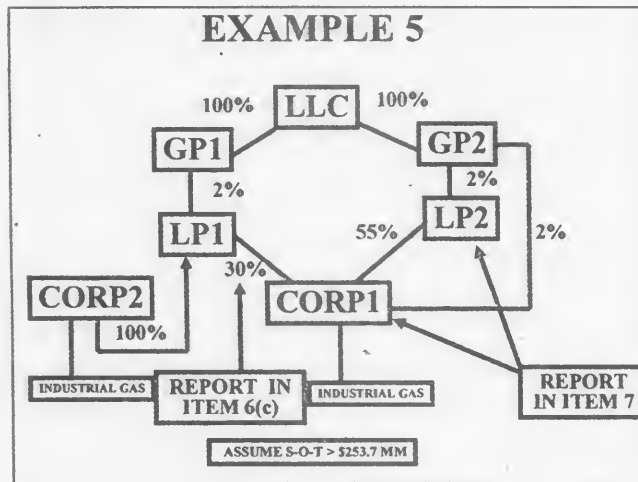 EXAMPLE 5
100% LLC 100%
GP1 GP2
2% 2%
LP1 LP2
30% 55% 2%
CORP2 CORP1
100%
INDUSTRIAL GAS
REPORT IN
ITEM 6(c)
INDUSTRIAL GAS
REPORT
IN ITEM 7
ASSUME S-O-T > $253.7 MM